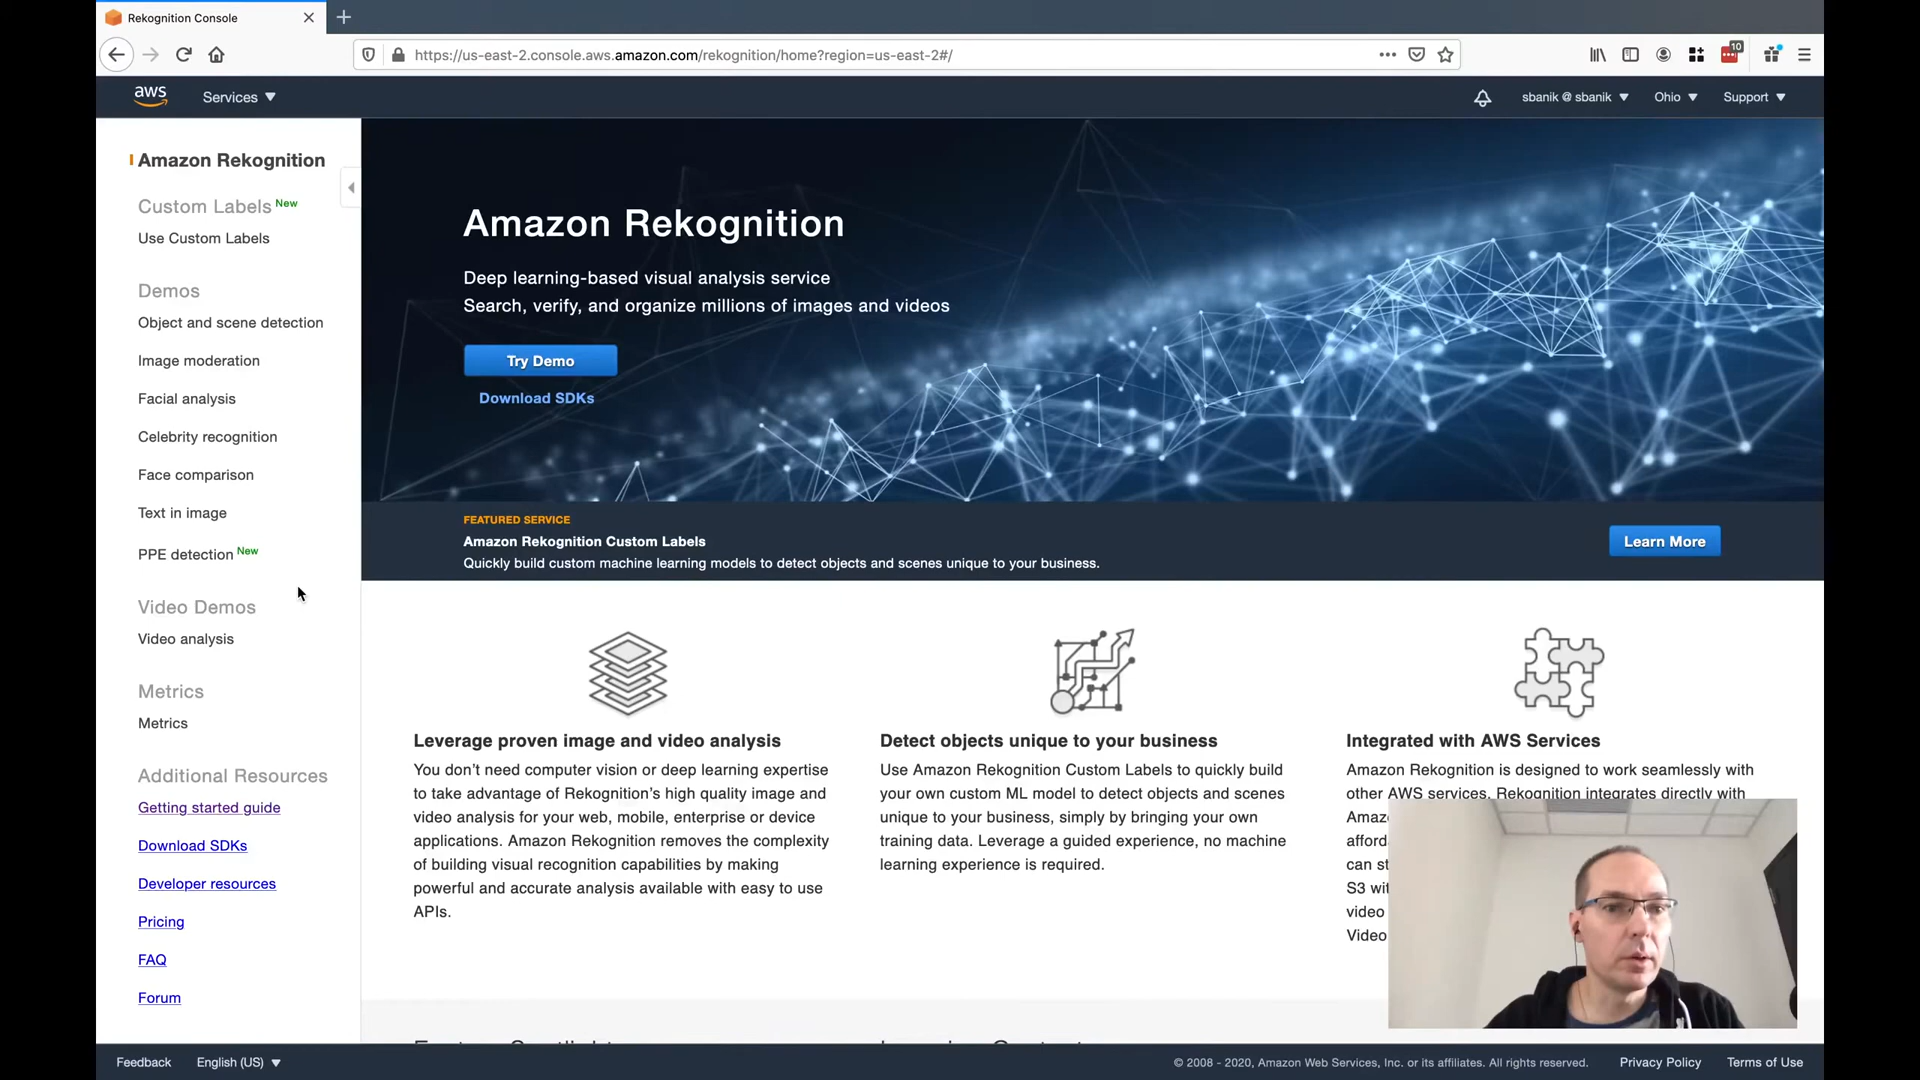 Rekognition Console
https://us-east-2.console.aws.amazon.com/rekognition/home?region=us-east-2#/
10
aws
Services
sbanik @ sbanik
Ohio
Support
Amazon Rekognition
Custom Labels New
Use Custom Labels
Demos
Object and scene detection
Image moderation
Facial analysis
Celebrity recognition
Face comparison
Text in image
PPE detection New
Video Demos
Video analysis
Metrics
Metrics
Additional Resources
Getting started guide
Download SDKs
Developer resources
Pricing
FAQ
Forum
Amazon Rekognition
Deep learning-based visual analysis service
Search, verify, and organize millions of images and videos
Try Demo
Download SDKs
FEATURED SERVICE
Amazon Rekognition Custom Labels
Quickly build custom machine learning models to detect objects and scenes unique to your business.
Learn More
Leverage proven image and video analysis
You don't need computer vision or deep learning expertise
to take advantage of Rekognition's high quality image and
video analysis for your web, mobile, enterprise or device
applications. Amazon Rekognition removes the complexity
of building visual recognition capabilities by making
powerful and accurate analysis available with easy to use
APIs.
Detect objects unique to your business
Use Amazon Rekognition Custom Labels to quickly build
your own custom ML model to detect objects and scenes
unique to your business, simply by bringing your own
training data. Leverage a guided experience, no machine
learning experience is required.
Integrated with AWS Services
Amazon Rekognition is designed to work seamlessly with
other AWS services. Rekognition integrates directly with
Amaz
afford
can st
S3 wit
video
Video
Feedback
English (US)
© 2008 - 2020, Amazon Web Services, Inc. or its affiliates. All rights reserved.
Privacy Policy
Terms of Use